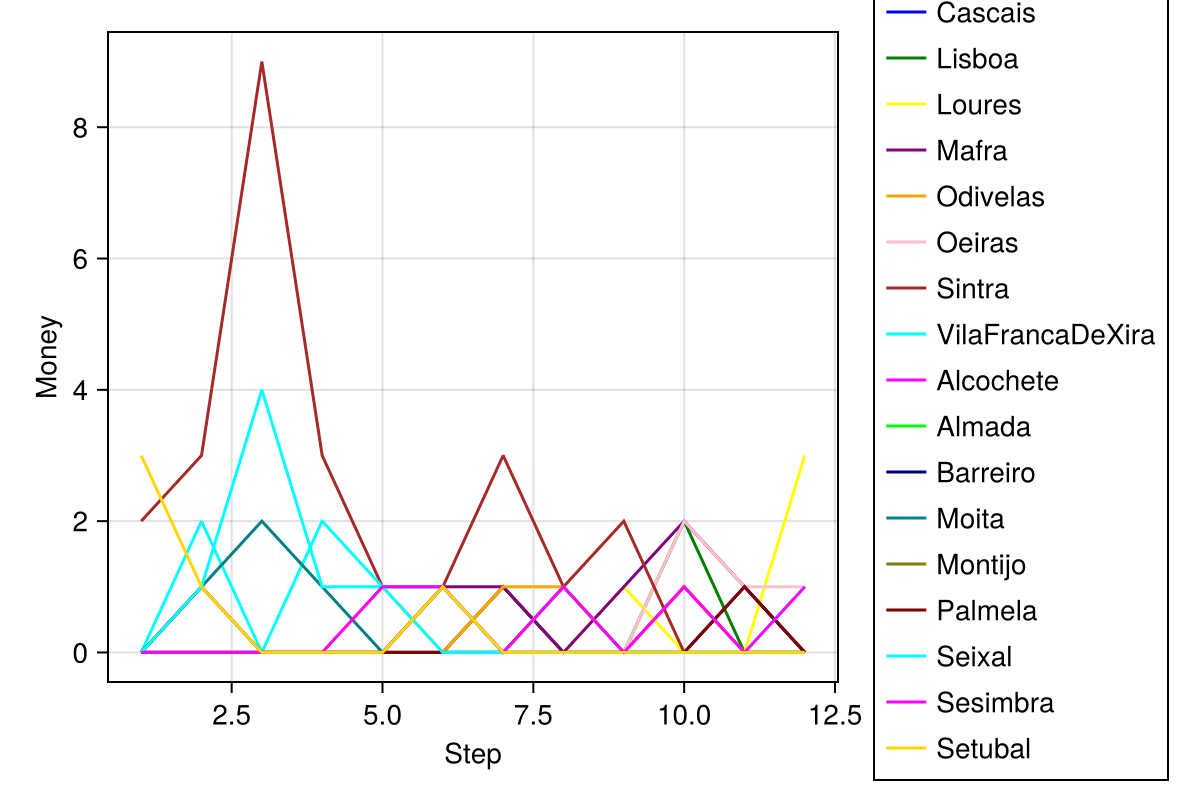 Money
8
6
4
2
0
2.5
5.0
7.5
10.0
12.5
Step
Cascais
Lisboa
Loures
Mafra
Odivelas
Oeiras
Sintra
VilaFrancaDeXira
Alcochete
Almada
Barreiro
Moita
Montijo
Palmela
Seixal
Sesimbra
Setubal